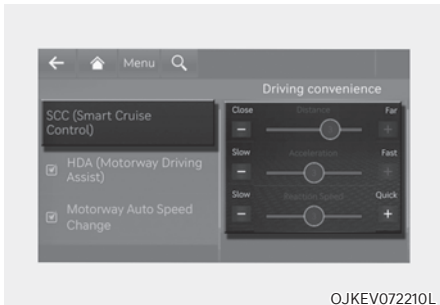 Menu
Driving convenience
SCC (Smart Cruise
Control)
HDA (Motorway Driving
Assist)
Motorway Auto Speed
Change
Close Distance Far
Slow Acceleration Fast
Slow Reaction Speed Quick
OJKEV072210L